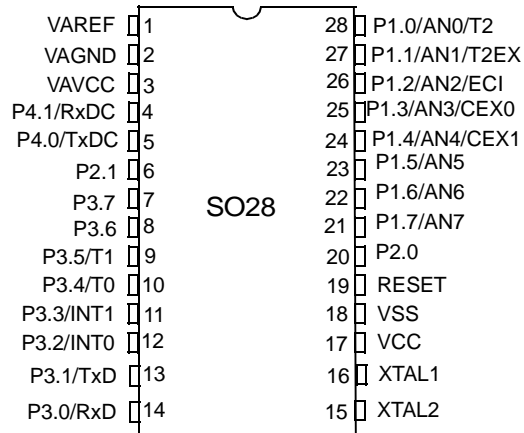 VAREF 1 28 P1.0/AN0/T2
VAGND 2 27 P1.1/AN1/T2EX
VAVCC 3 26 P1.2/AN2/ECI
P4.1/RxDC 4 25 P1.3/AN3/CEX0
P4.0/TxDC 5 24 P1.4/AN4/CEX1
P2.1 6 23 P1.5/AN5
P3.7 7 22 P1.6/AN6
SO28
P3.6 8 21 P1.7/AN7
P3.5/T1 9 20 P2.0
P3.4/T0 10 19 RESET
P3.3/INT1 11 18 VSS
P3.2/INT0 12 17 VCC
P3.1/TxD 13 16 XTAL1
P3.0/RxD 14 15 XTAL2